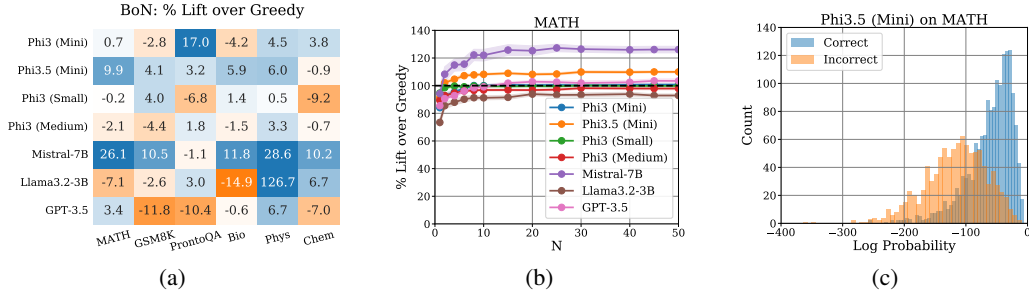 BoN: % Lift over Greedy
Phi3 (Mini) 0.7 -2.8 17.0 -4.2 4.5 3.8
Phi3.5 (Mini) 9.9 4.1 3.2 5.9 6.0 -0.9
Phi3 (Small) -0.2 4.0 -6.8 1.4 0.5 -9.2
Phi3 (Medium) -2.1 -4.4 1.8 -1.5 3.3 -0.7
Mistral-7B 26.1 10.5 -1.1 11.8 28.6 10.2
Llama3.2-3B -7.1 -2.6 3.0 -14.9 126.7 6.7
GPT-3.5 3.4 -11.8 -10.4 -0.6 6.7 -7.0
MATH GSM8K ProntoQA Bio Phys Chem
(a)
MATH
% Lift over Greedy
140
120
100
80
60
40
20
0
Phi3 (Mini)
Phi3.5 (Mini)
Phi3 (Small)
Phi3 (Medium)
Mistral-7B
Llama3.2-3B
GPT-3.5
0 10 20 30 40 50
N
(b)
Phi3.5 (Mini) on MATH
Correct
Incorrect
Count
140
120
100
80
60
40
20
0
-400 -300 -200 -100 0
Log Probability
(c)